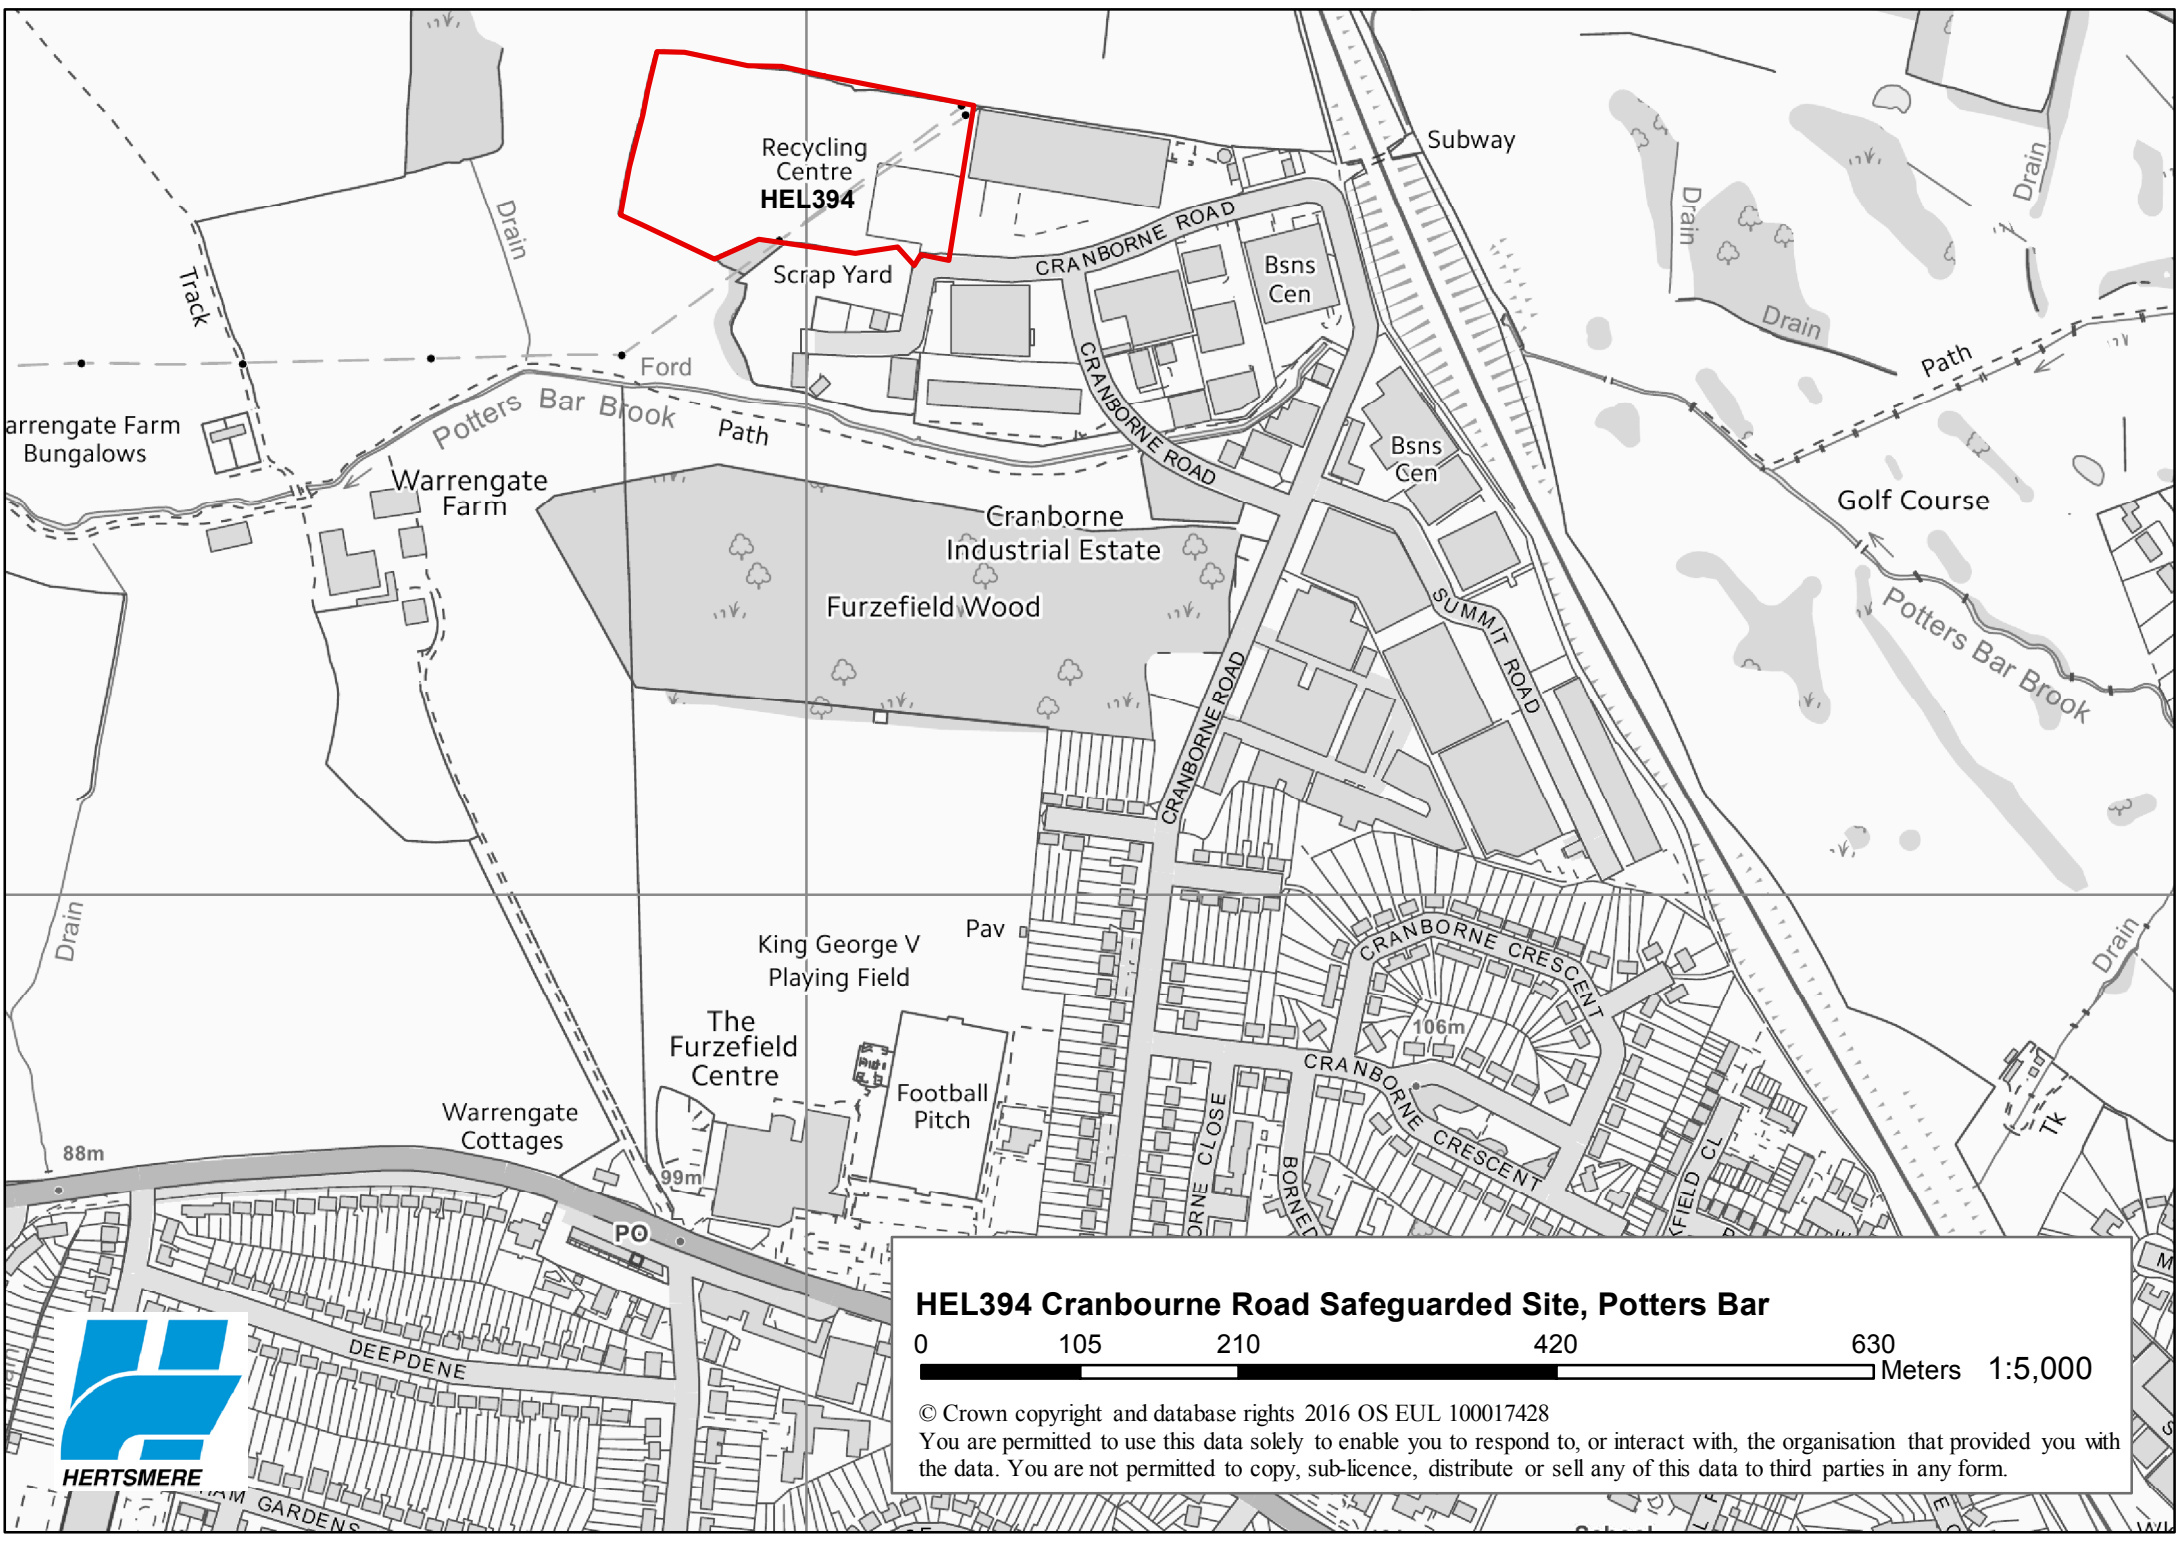 Subway
Recycling
Centre
HEL394
Drain
Drain
Drain
Drain
CRANBORNE ROAD
Bsns
Cen
Scrap Yard
Track
Path
Ford
Potters Bar Brook
Path
CRANBORNE ROAD
arrengate Farm
Bungalows
Warrengate
Farm
Bsns
Cen
Golf Course
Cranborne
Industrial Estate
Furzefield Wood
SUMMIT ROAD
Potters Bar Brook
CRANBORNE ROAD
Drain
Drain
Pav
King George V
Playing Field
CRANBORNE CRESCENT
The
Furzefield
Centre
106m
CRANBORNE CRESCENT
Football
Pitch
Warrengate
Cottages
Tk
88m
99m
ORNE CLOSE
BORNED
KFIELD CL
PO
DEEPDENE
HAM GARDENS
HERTSMERE
HEL394 Cranbourne Road Safeguarded Site, Potters Bar
0 105 210 420 630
Meters 1:5,000
© Crown copyright and database rights 2016 OS EUL 100017428
You are permitted to use this data solely to enable you to respond to, or interact with, the organisation that provided you with
the data. You are not permitted to copy, sub-licence, distribute or sell any of this data to third parties in any form.